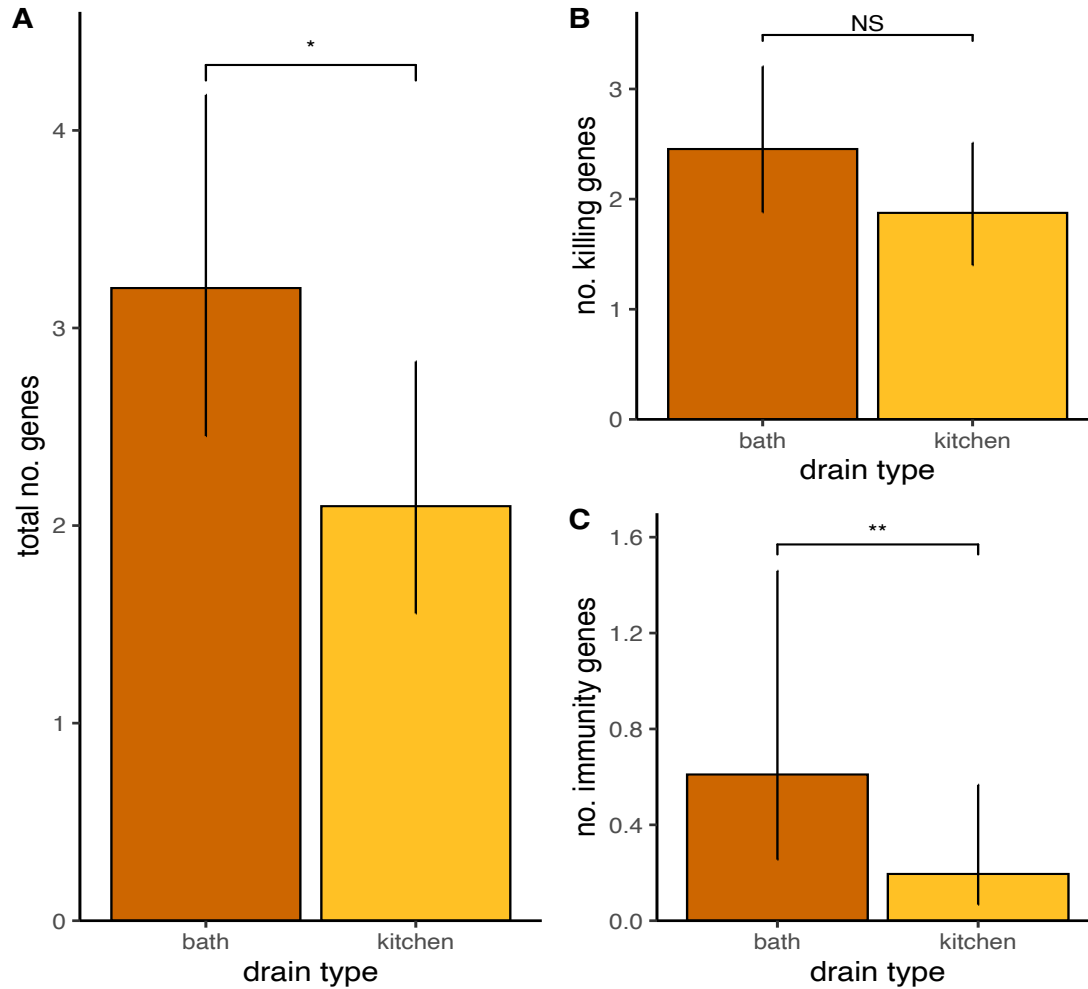 A
*
total no. genes
4
3
2
1
0
bath kitchen
drain type
B
NS
no. killing genes
3
2
1
0
bath kitchen
drain type
C
**
no. immunity genes
1.6
1.2
0.8
0.4
0.0
bath kitchen
drain type